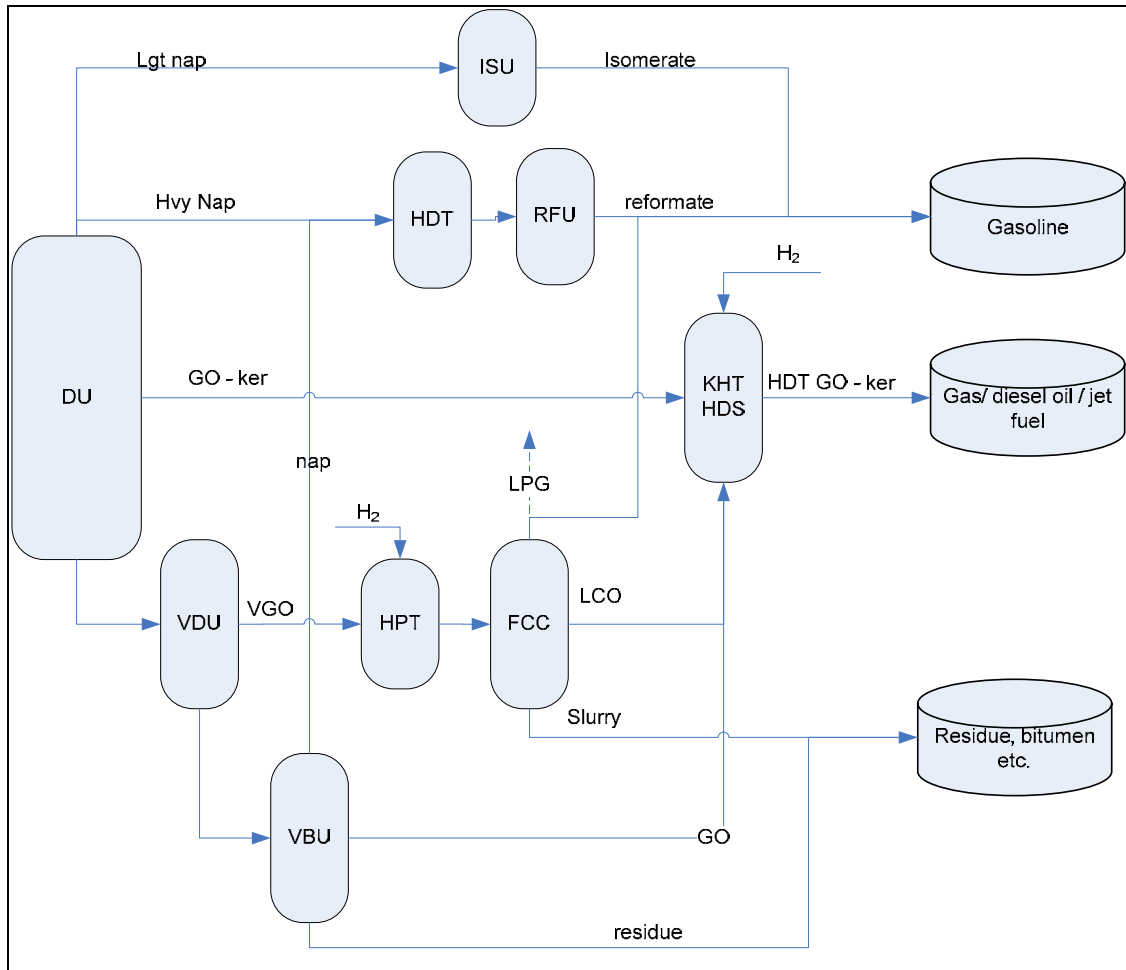 Lgt nap
ISU
Isomerate
Hvy Nap
HDT
RFU
reformate
Gasoline
H₂
DU
GO - ker
KHT
HDS
HDT GO - ker
Gas/ diesel oil / jet
fuel
nap
LPG
H₂
VDU
VGO
HPT
FCC
LCO
Slurry
Residue, bitumen
etc.
VBU
GO
residue